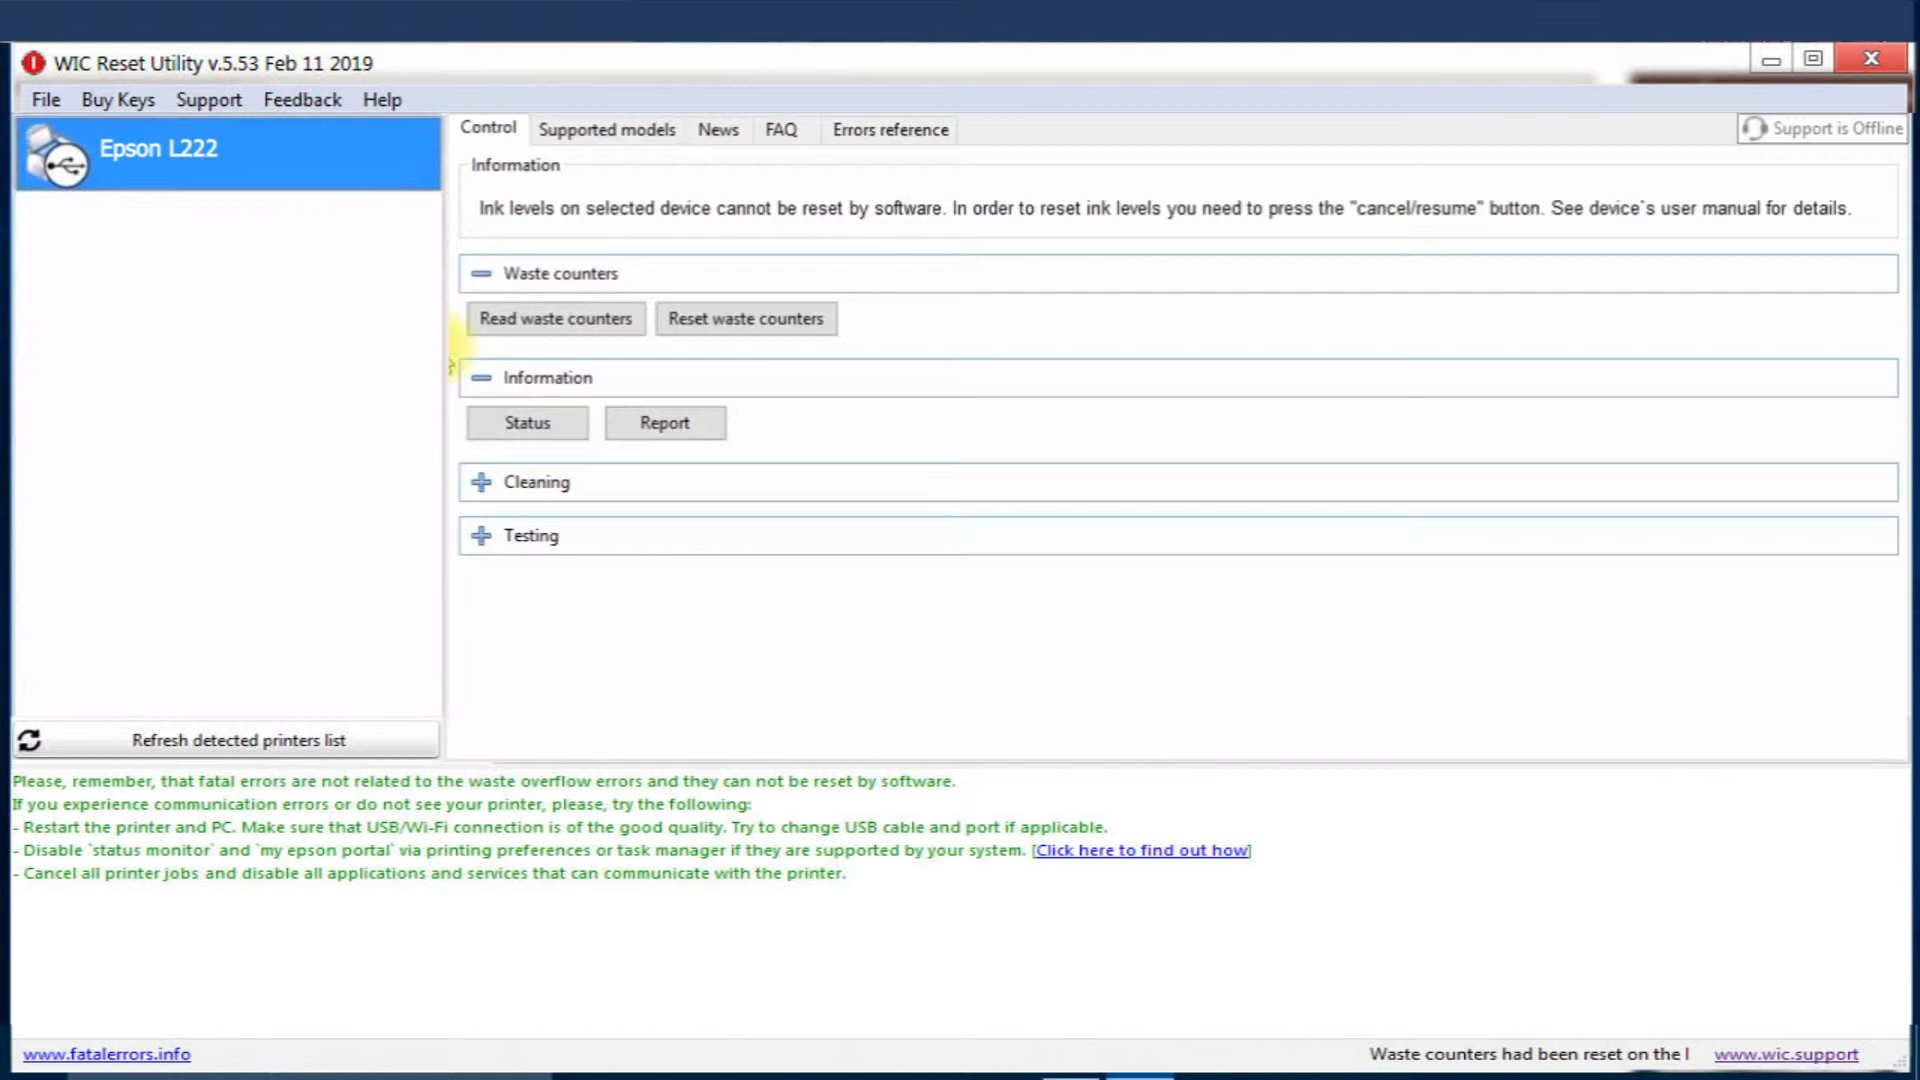 WIC Reset Utility v.5.53 Feb 11 2019
File Buy Keys Support Feedback Help
Epson L222
Control Supported models News FAQ Errors reference
Support is Offline
Information
Ink levels on selected device cannot be reset by software. In order to reset ink levels you need to press the "cancel/resume" button. See device`s user manual for details.
Waste counters
Read waste counters Reset waste counters
Information
Status Report
Cleaning
Testing
Refresh detected printers list
Please, remember, that fatal errors are not related to the waste overflow errors and they can not be reset by software.
If you experience communication errors or do not see your printer, please, try the following:
- Restart the printer and PC. Make sure that USB/Wi-Fi connection is of the good quality. Try to change USB cable and port if applicable.
- Disable `status monitor` and `my epson portal` via printing preferences or task manager if they are supported by your system. [Click here to find out how]
- Cancel all printer jobs and disable all applications and services that can communicate with the printer.
www.fatalerrors.info
Waste counters had been reset on the
www.wic.support